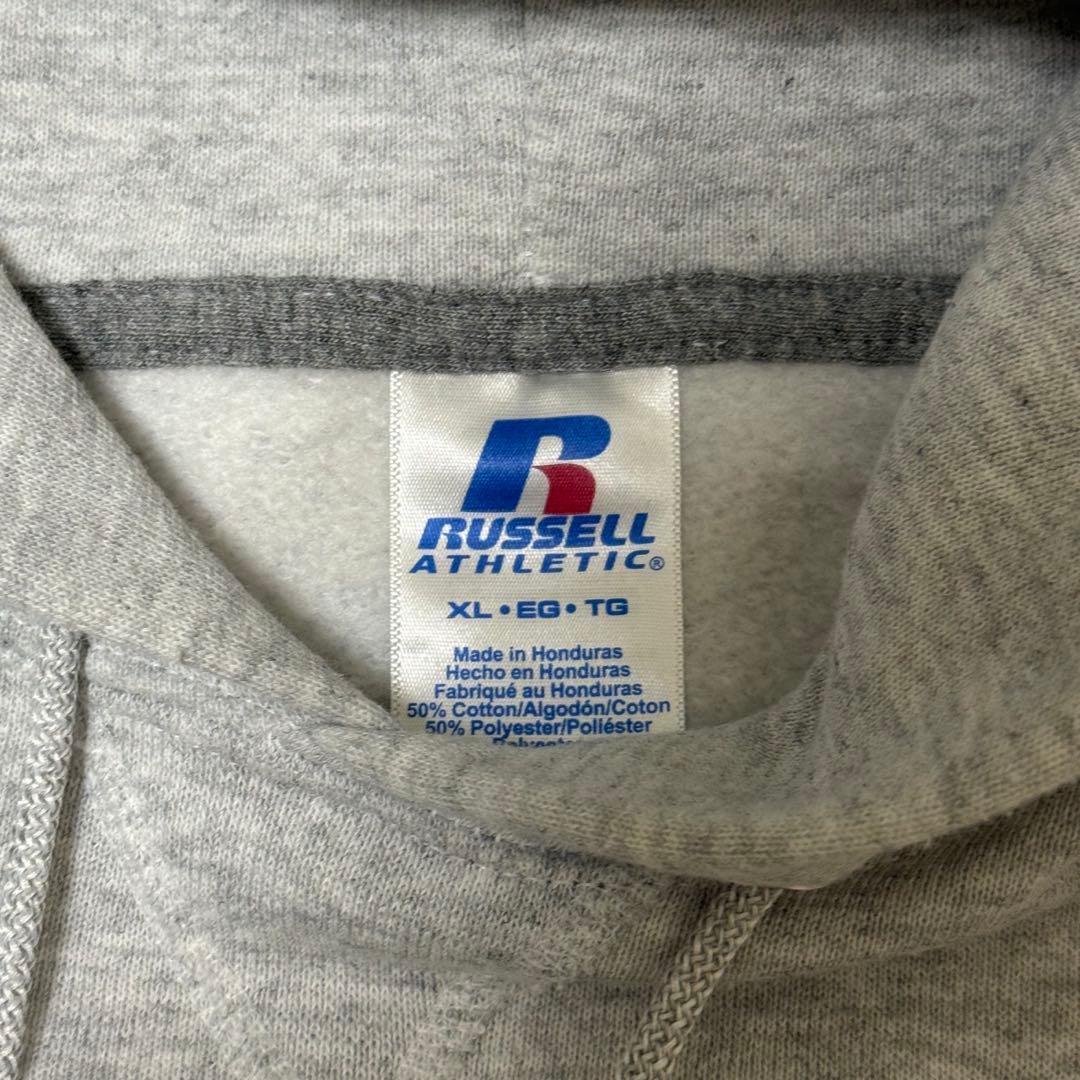 R
RUSSELL
ATHLETIC®
XL • EG • TG
Made in Honduras
Hecho en Honduras
Fabriqué au Honduras
50% Cotton/Algodón/Coton
50% Polyester/Poliéster